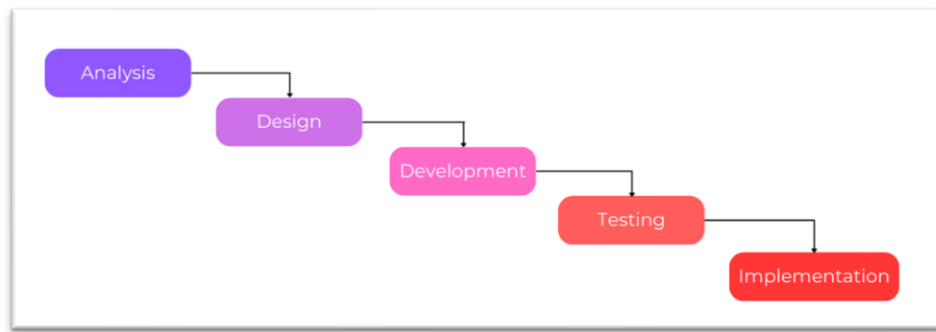 Analysis
Design
Development
Testing
Implementation